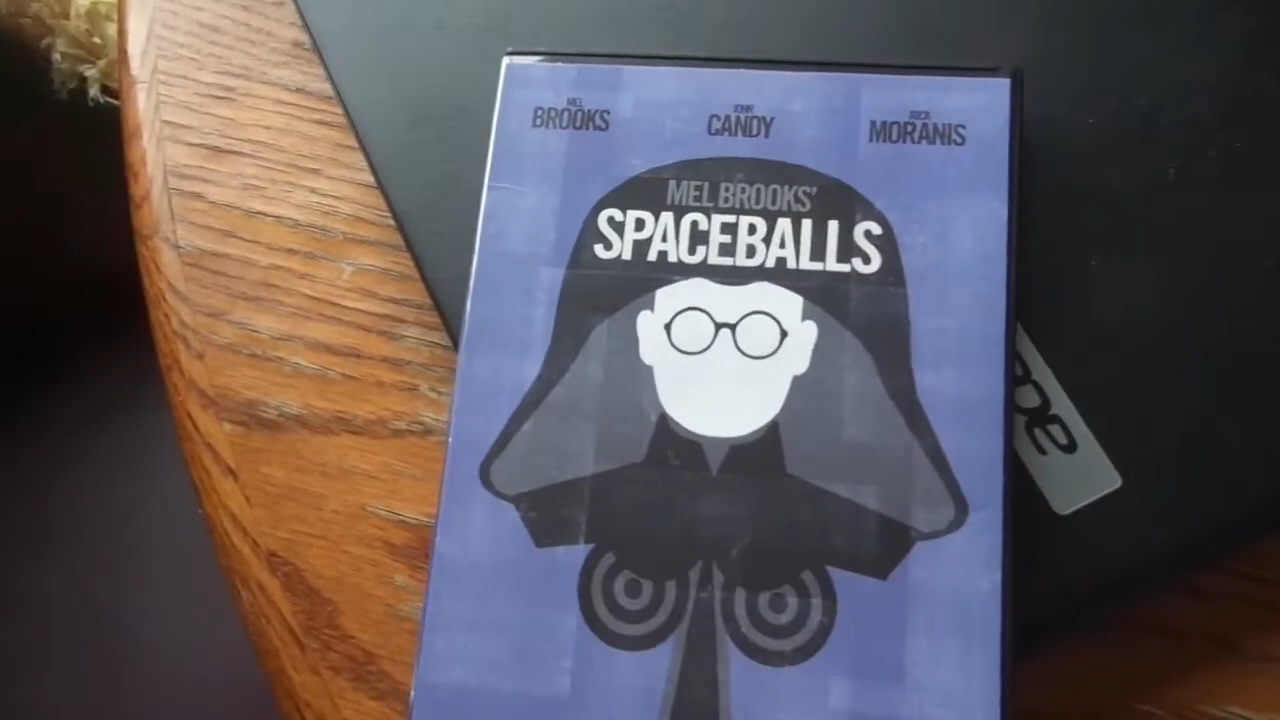 MEL JOHN RICK
BROOKS CANDY MORANIS
MEL BROOKS'
SPACEBALLS